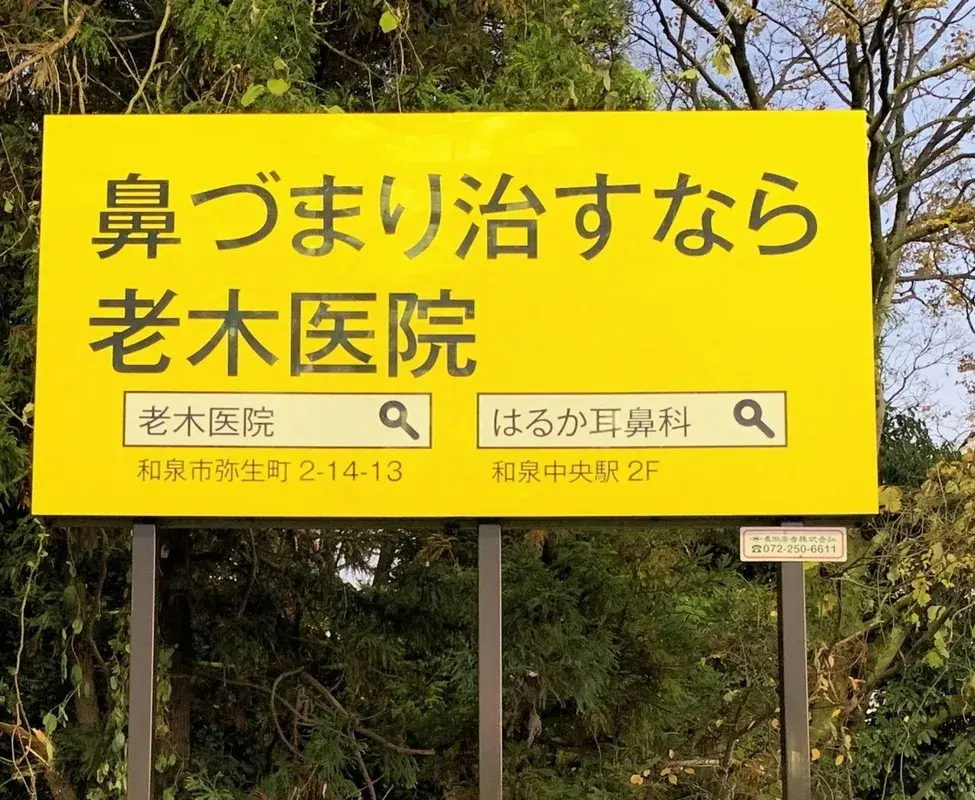 鼻づまり治すなら
老木医院
老木医院
はるか耳鼻科
和泉市弥生町 2-14-13
和泉中央駅 2F
☎072-250-6611